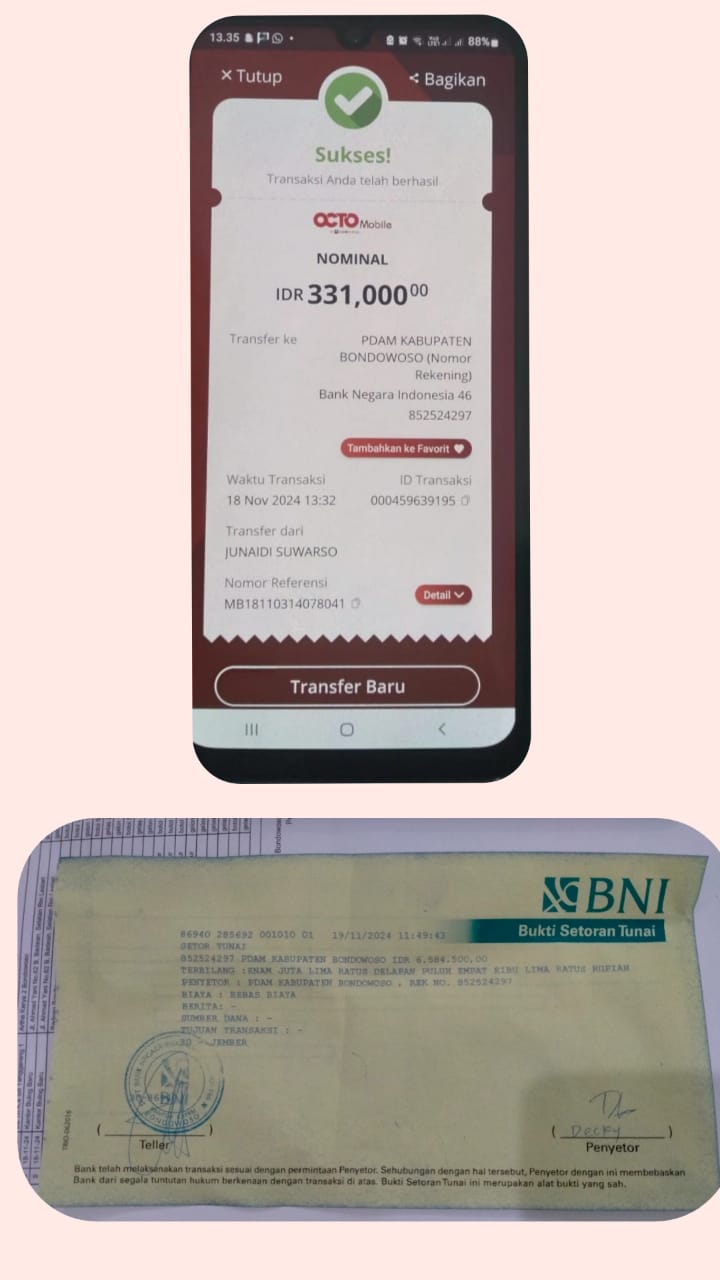 13.35
88%
× Tutup
Bagikan
Sukses!
Transaksi Anda telah berhasil
OCTO Mobile
NOMINAL
IDR 331,000.00
Transfer ke
PDAM KABUPATEN
BONDOWOSO (Nomor
Rekening)
Bank Negara Indonesia 46
852524297
Tambahkan ke Favorit
Waktu Transaksi
ID Transaksi
18 Nov 2024 13:32
000459639195
Transfer dari
JUNAIDI SUWARSO
Nomor Referensi
MB18110314078041
Detail
Transfer Baru
BNI
Bukti Setoran Tunai
86940 285692 001010 01 19/11/2024 11:49:43
SETOR TUNAI
852524297 PDAM KABUPATEN BONDOWOSO IDR 6,584,500,00
TERBILANG :ENAM JUTA LIMA RATUS DELAPAN PULUH EMPAT RIBU LIMA RATUS RUPIAH
PENYETOR : PDAM KABUPATEN BONDOWOSO , REK NO. 852524297
BIAYA : BEBAS BIAYA
BERITA: -
SUMBER DANA : -
TUJUAN TRANSAKSI : -
- JEMBER
BNI
BONDOWOSO
( )
Teller
( )
Penyetor
TRIO-062016
Bank telah melaksanakan transaksi sesuai dengan permintaan Penyetor. Sehubungan dengan hal tersebut, Penyetor dengan ini membebaskan
Bank dari segala tuntutan hukum berkenaan dengan transaksi di atas. Bukti Setoran Tunai ini merupakan alat bukti yang sah.